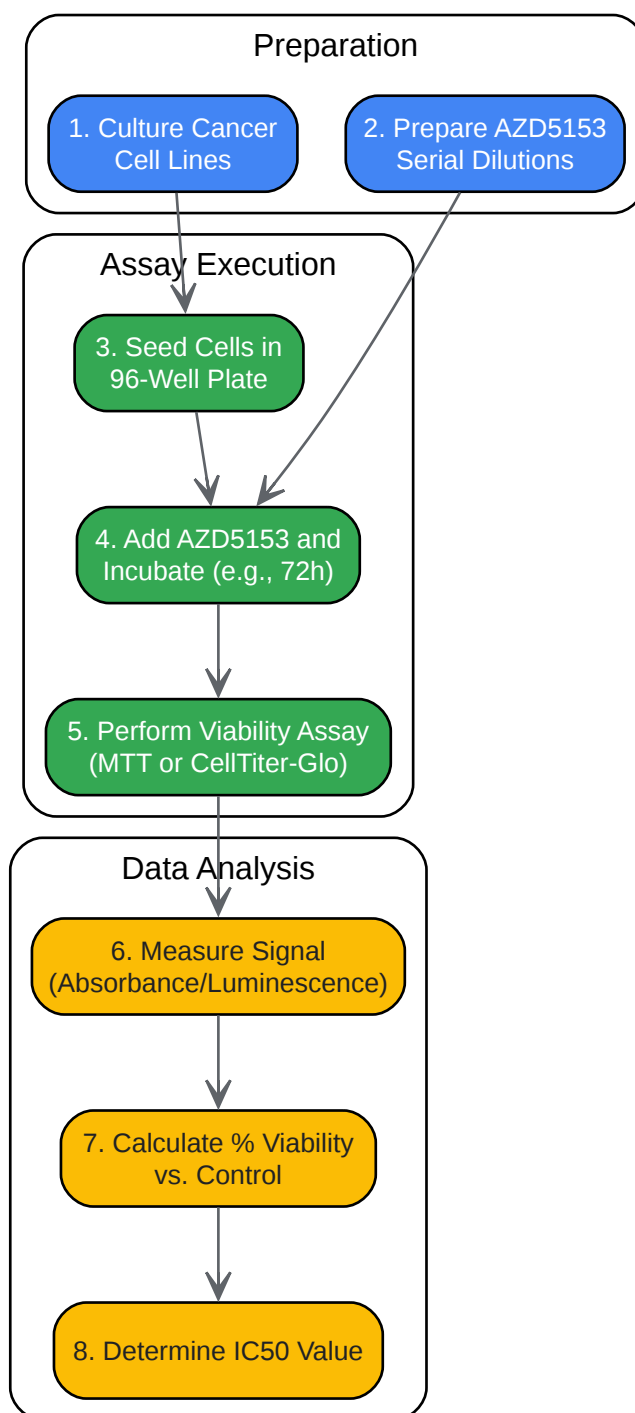 Preparation
1. Culture Cancer
Cell Lines
2. Prepare AZD5153
Serial Dilutions
Assay Execution
3. Seed Cells in
96-Well Plate
4. Add AZD5153 and
Incubate (e.g., 72h)
5. Perform Viability Assay
(MTT or CellTiter-Glo)
Data Analysis
6. Measure Signal
(Absorbance/Luminescence)
7. Calculate % Viability
vs. Control
8. Determine IC50 Value